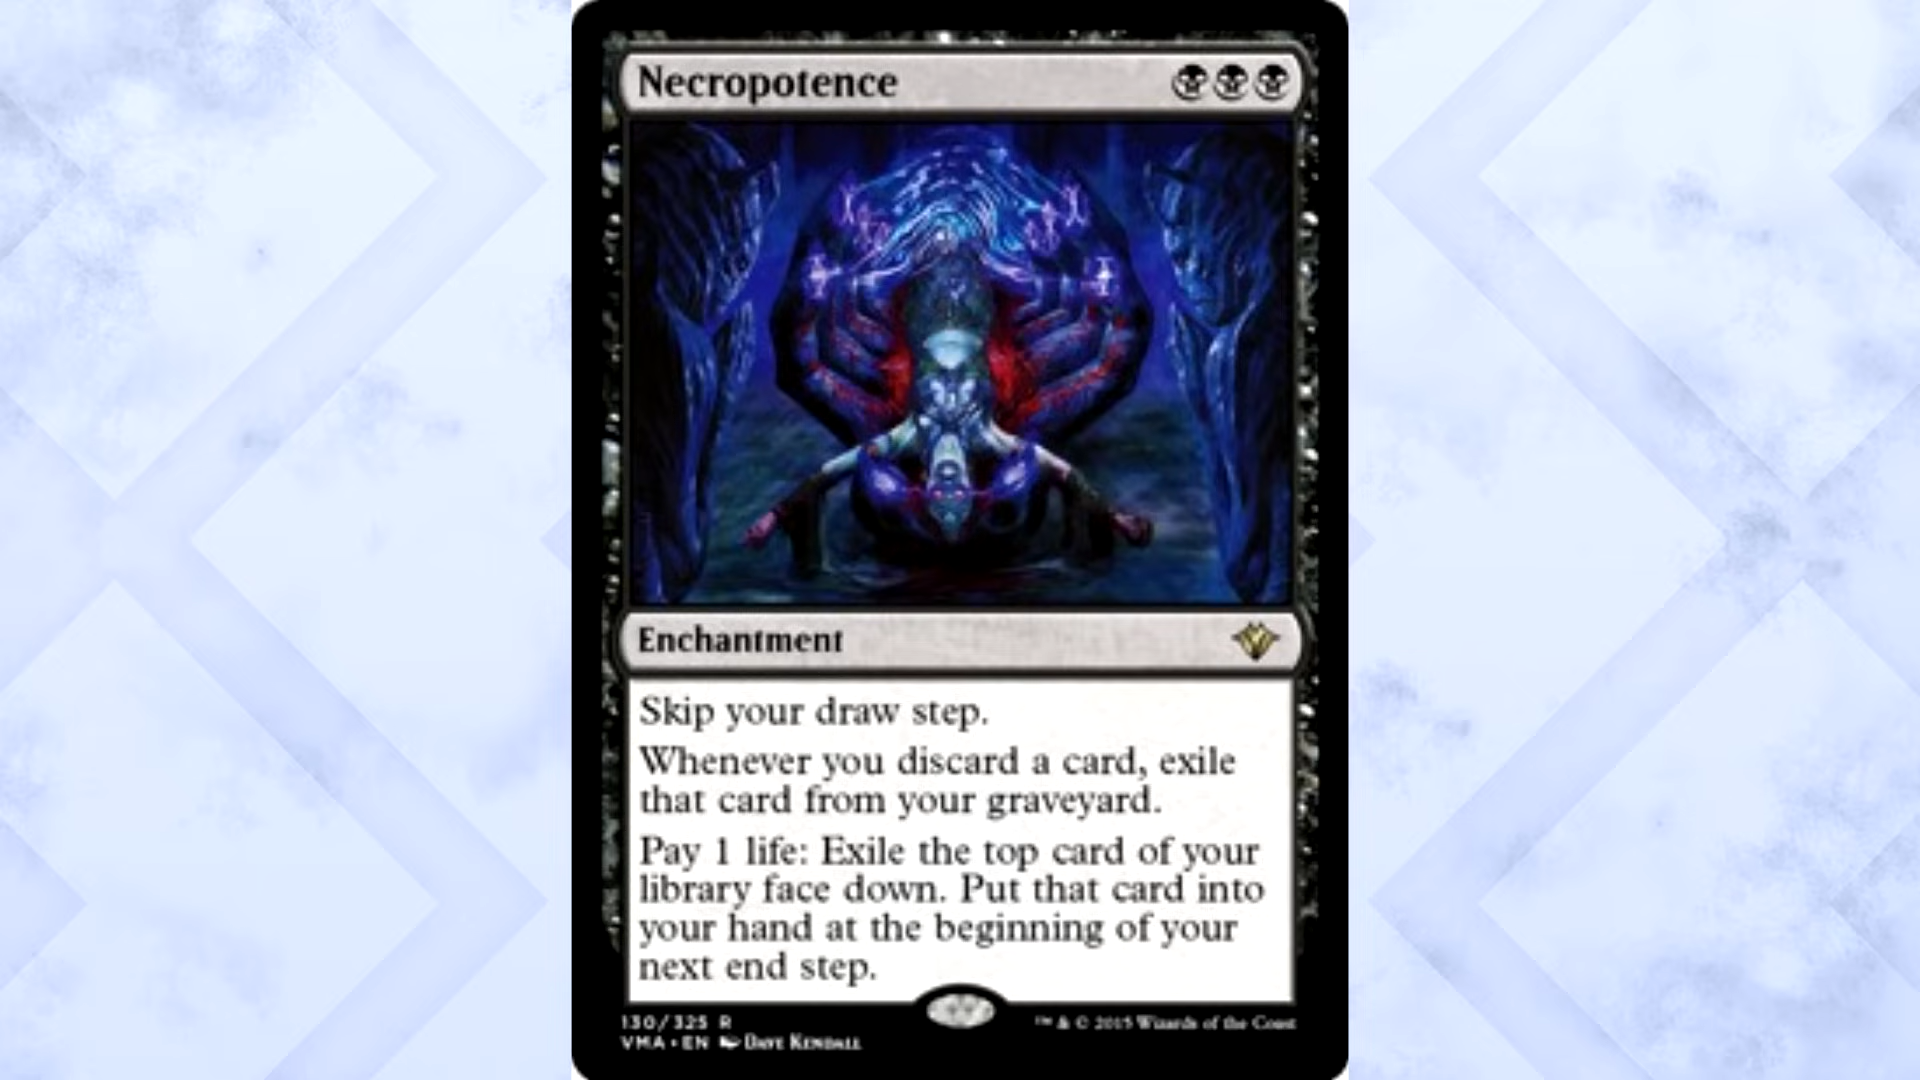 Necropotence
Enchantment
Skip your draw step.
Whenever you discard a card, exile
that card from your graveyard.
Pay 1 life: Exile the top card of your
library face down. Put that card into
your hand at the beginning of your
next end step.
130/325 R
™ & © 2015 Wizards of the Coast
VMA • EN Dave Kendall